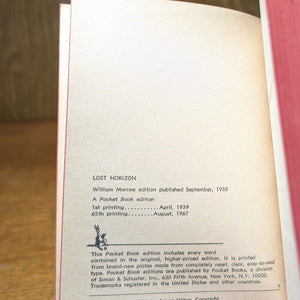 LOST HORIZON
William Morrow edition published September, 1933
A Pocket Book edition
1st printing...........April, 1939
65th printing.........August, 1967
This Pocket Book edition includes every word
contained in the original, higher-priced edition. It is printed
from brand-new plates made from completely reset, clear, easy-to-read
type. Pocket Book editions are published by Pocket Books, a division
of Simon & Schuster, Inc., 630 Fifth Avenue, New York, N.Y. 10020.
Trademarks registered in the United States and other countries.
L